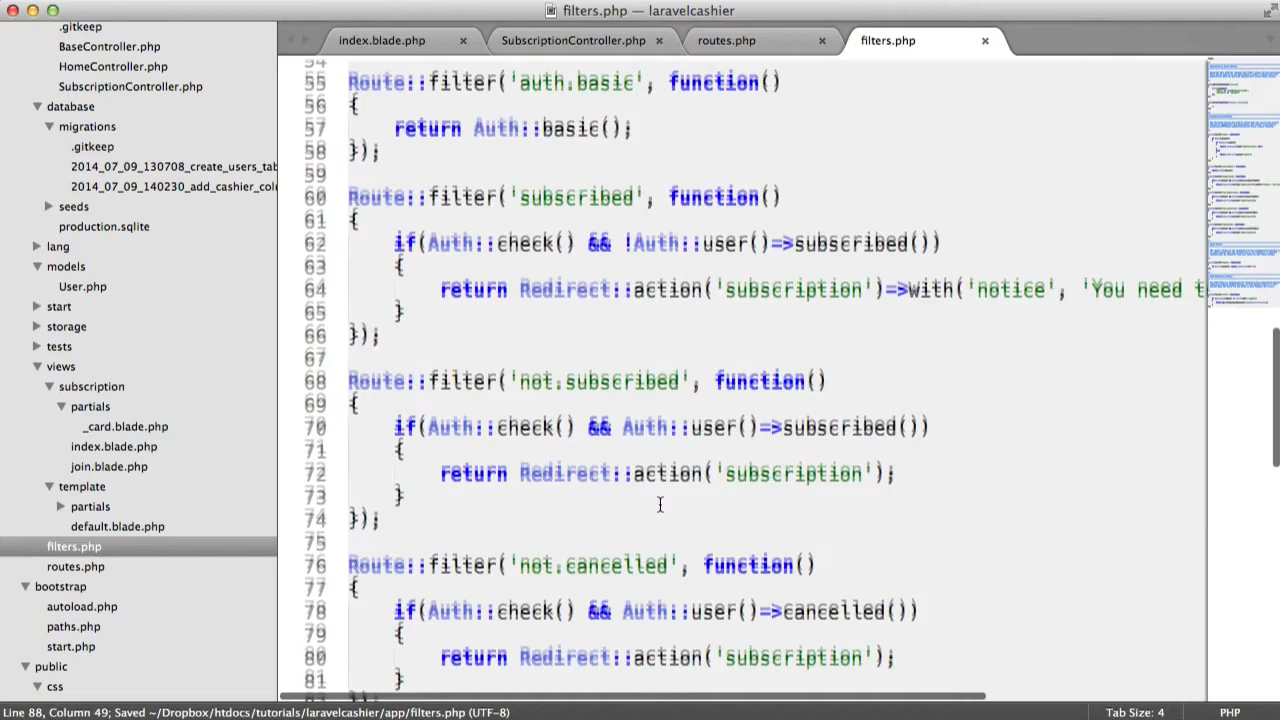 filters.php — laravelcashier
index.blade.php
SubscriptionController.php
routes.php
filters.php
.gitkeep
BaseController.php
HomeController.php
SubscriptionController.php
database
migrations
.gitkeep
2014_07_09_130708_create_users_tab
2014_07_09_140230_add_cashier_colu
seeds
production.sqlite
lang
models
User.php
start
storage
tests
views
subscription
partials
_card.blade.php
index.blade.php
join.blade.php
template
partials
default.blade.php
filters.php
routes.php
bootstrap
autoload.php
paths.php
start.php
public
css
54
55 Route::filter('auth.basic', function()
56 {
57 return Auth::basic();
58 });
59
60 Route::filter('subscribed', function()
61
62 if(Auth::check() && !Auth::user()->subscribed())
63 {
64 return Redirect::action('subscription')->with('notice', 'You need t
65 }
66 });
67
68 Route::filter('not.subscribed', function()
69 {
70 if(Auth::check() && Auth::user()->subscribed())
71 {
72 return Redirect::action('subscription');
73 }
74 });
75
76 Route::filter('not.cancelled', function()
77 {
78 if(Auth::check() && Auth::user()->cancelled())
79 {
80 return Redirect::action('subscription');
81 }
Line 88, Column 49; Saved ~/Dropbox/htdocs/tutorials/laravelcashier/app/filters.php (UTF-8)
Tab Size: 4
PHP